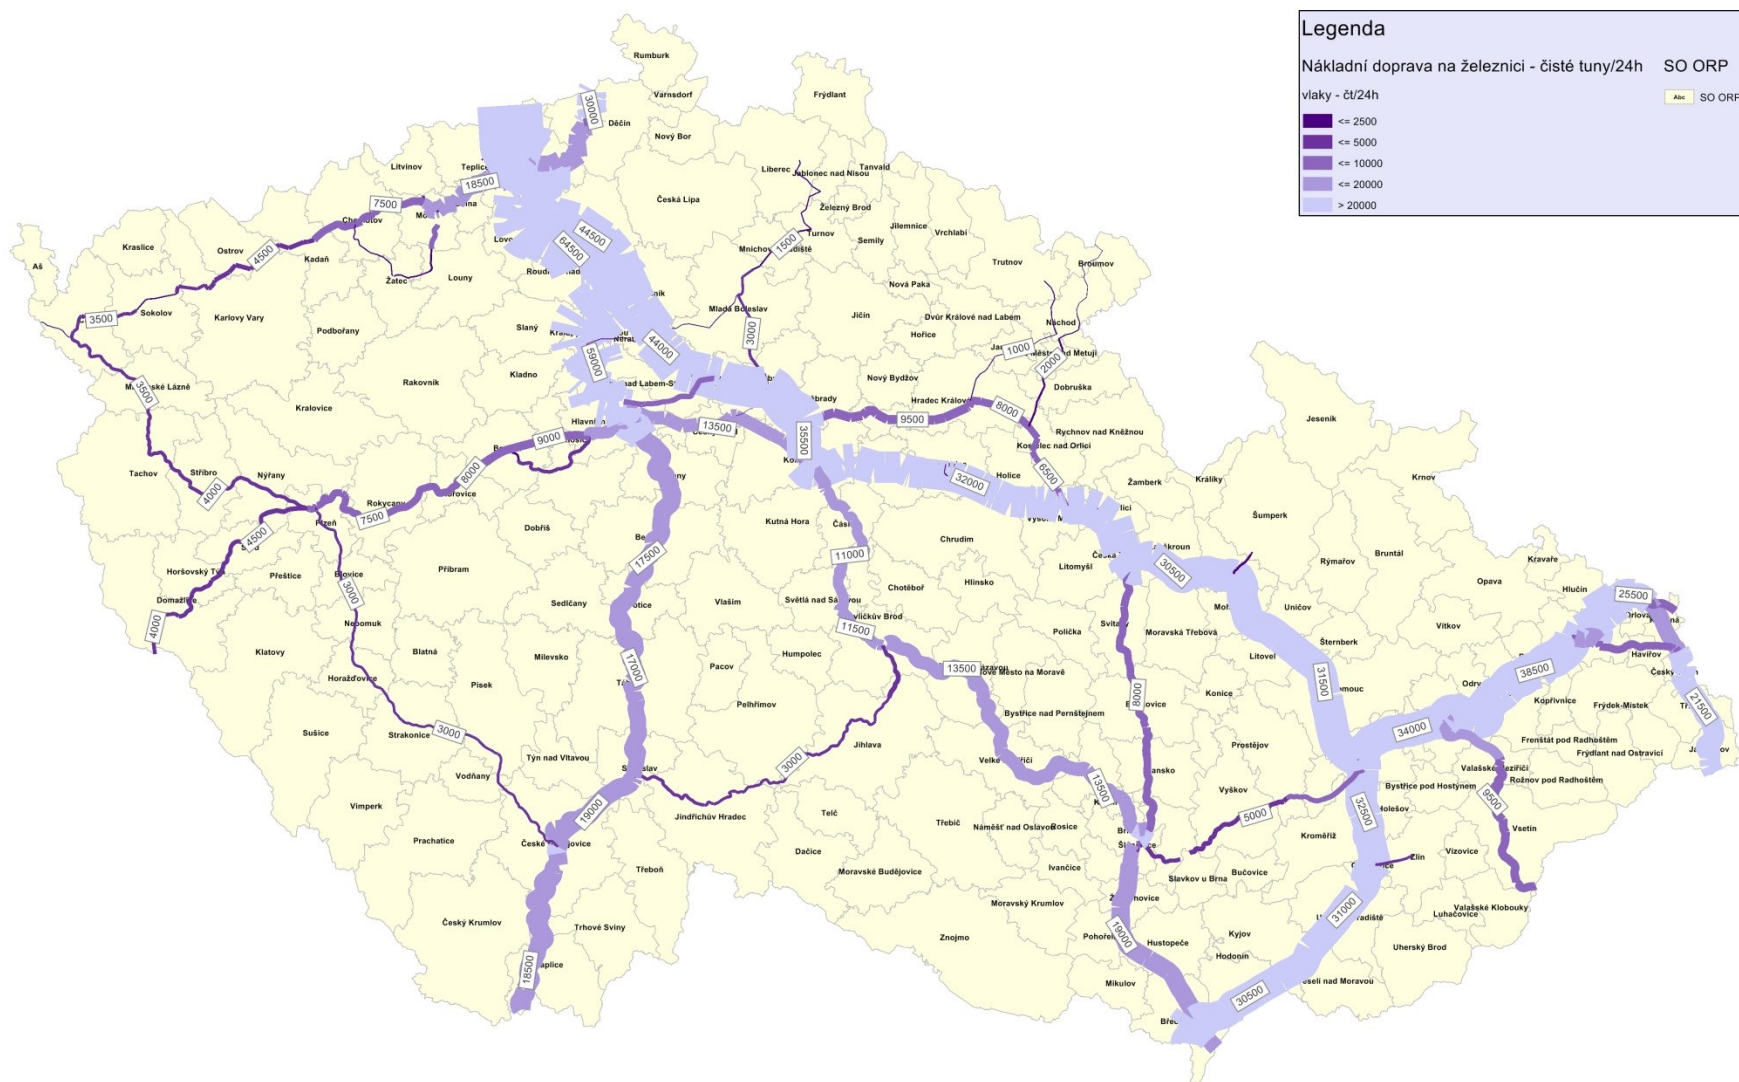 Legenda
Nákladní doprava na železnici - čisté tuny/24h
SO ORP
vlaky - čt/24h
Abc SO ORP
<= 2500
<= 5000
<= 10000
<= 20000
> 20000
Rumburk
Varnsdorf
Frýdlant
30000
Děčín
Nový Bor
Litvínov
Teplice
Liberec
Tanvald
Jablonec nad Nisou
18500
7500
Česká Lípa
Železný Brod
Jilemnice
Vrchlabí
Turnov
Semily
44500
64500
1500
Kraslice
Ostrov
4500
Kadaň
Aš
Žatec
Louny
Trutnov
Broumov
Nová Paka
Mladá Boleslav
Sokolov
3500
Karlovy Vary
Podbořany
Slaný
Jičín
Dvůr Králové nad Labem
Náchod
Hořice
3000
44000
59000
1000
2000
Kladno
Rakovník
Nový Bydžov
Dobruška
3500
Kralovice
Hradec Králové
8000
9500
13500
35500
Rychnov nad Kněžnou
Jeseník
9000
Tachov
Stříbro
Nýřany
8000
6500
Holice
32000
Žamberk
Králíky
Krnov
4000
Rokycany
7500
Plzeň
Dobříš
Kutná Hora
Chrudim
Šumperk
4500
17500
11000
30500
Rýmařov
Bruntál
Kravaře
Horšovský Týn
Přeštice
Příbram
Litomyšl
Opava
Hlučín
3000
Sedlčany
Vlašim
Chotěboř
Hlinsko
Uničov
25500
Domažlice
4000
Nepomuk
Světlá nad Sázavou
11500
Polička
Moravská Třebová
Šternberk
Vítkov
Klatovy
Blatná
Milevsko
Pacov
Humpolec
Litovel
Havířov
17000
13500
38500
31500
21500
Horažďovice
Písek
Pelhřimov
Bystřice nad Pernštejnem
8000
Konice
Kopřivnice
Frýdek-Místek
Sušice
Strakonice
3000
Jihlava
3000
Prostějov
34000
Frenštát pod Radhoštěm
Frýdlant nad Ostravicí
Týn nad Vltavou
Vodňany
13500
Vyškov
Bystřice pod Hostýnem
Rožnov pod Radhoštěm
Vimperk
19000
Jindřichův Hradec
Telč
5000
32500
Holešov
9500
Třebíč
Náměšť nad Oslavou
Rosice
Kroměříž
Vsetín
Prachatice
Dačice
Vizovice
Zlín
Třeboň
Moravské Budějovice
Ivančice
Slavkov u Brna
Bučovice
Český Krumlov
Trhové Sviny
Moravský Krumlov
31000
Luhačovice
Valašské Klobouky
Znojmo
19000
Hustopeče
Kyjov
Hodonín
Uherský Brod
18500
Mikulov
30500